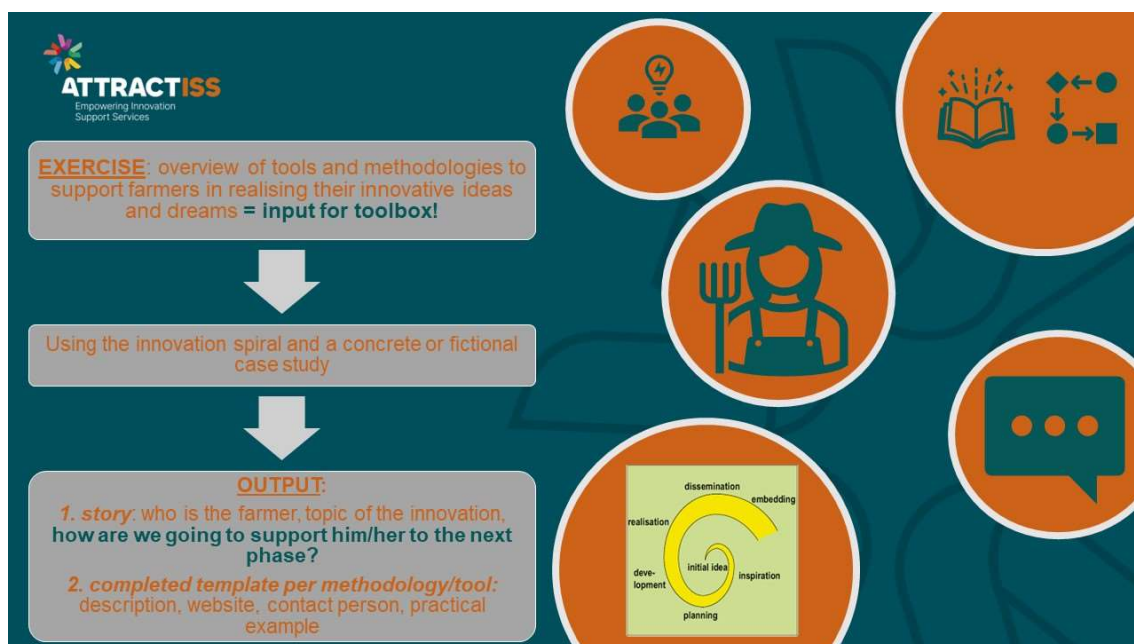 ATTRACTISS
Empowering Innovation
Support Services
EXERCISE: overview of tools and methodologies to
support farmers in realising their innovative ideas
and dreams = input for toolbox!
Using the innovation spiral and a concrete or fictional
case study
OUTPUT:
1. story: who is the farmer, topic of the innovation,
how are we going to support him/her to the next
phase?
2. completed template per methodology/tool:
description, website, contact person, practical
example
dissemination
embedding
realisation
initial idea
deve-
lopment
inspiration
planning